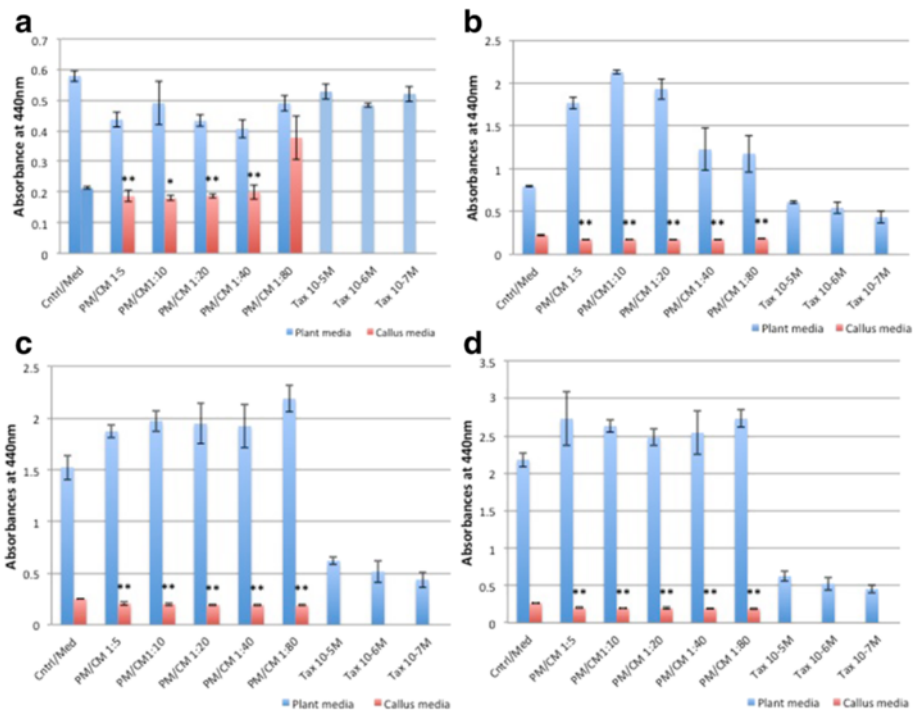 a
0.7
0.6
0.5
0.4
0.3
0.2
0.1
0
Absorbance at 440nm
** * ** **
Cntrl/Med PM/CM 1:5 PM/CM1:10 PM/CM 1:20 PM/CM 1:40 PM/CM 1:80 Tax 10-5M Tax 10-6M Tax 10-7M
Plant media Callus media
b
2.5
2
1.5
1
0.5
0
Absorbances at 440nm
** ** ** ** **
Cntrl/Med PM/CM 1:5 PM/CM1:10 PM/CM 1:20 PM/CM 1:40 PM/CM 1:80 Tax 10-5M Tax 10-6M Tax 10-7M
Plant media Callus media
c
2.5
2
1.5
1
0.5
0
Absorbances at 440nm
** ** ** ** **
Cntrl/Med PM/CM 1:5 PM/CM1:10 PM/CM 1:20 PM/CM 1:40 PM/CM 1:80 Tax 10-5M Tax 10-6M Tax 10-7M
Plant media Callus media
d
3.5
3
2.5
2
1.5
1
0.5
0
Absorbances at 440nm
** ** ** ** **
Cntrl/Med PM/CM 1:5 PM/CM1:10 PM/CM 1:20 PM/CM 1:40 PM/CM 1:80 Tax 10-5M Tax 10-6M Tax 10-7M
Plant media Callus media